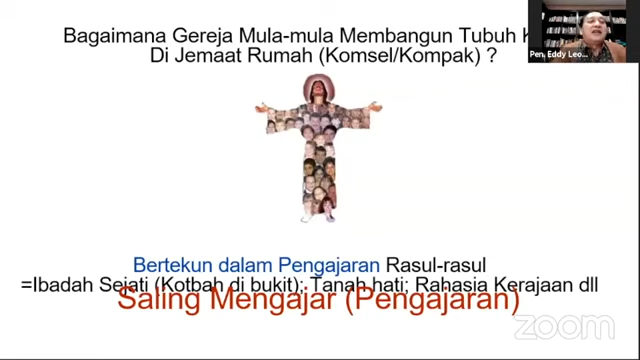 Bagaimana Gereja Mula-mula Membangun Tubuh K
Di Jemaat Rumah (Komsel/Kompak) ?
Pen. Eddy Leo...
Bertekun dalam Pengajaran Rasul-rasul
=Ibadah Sejati (Kotbah di bukit); Tanah hati; Rahasia Kerajaan dll
Saling Mengajar (Pengajaran)
zoom